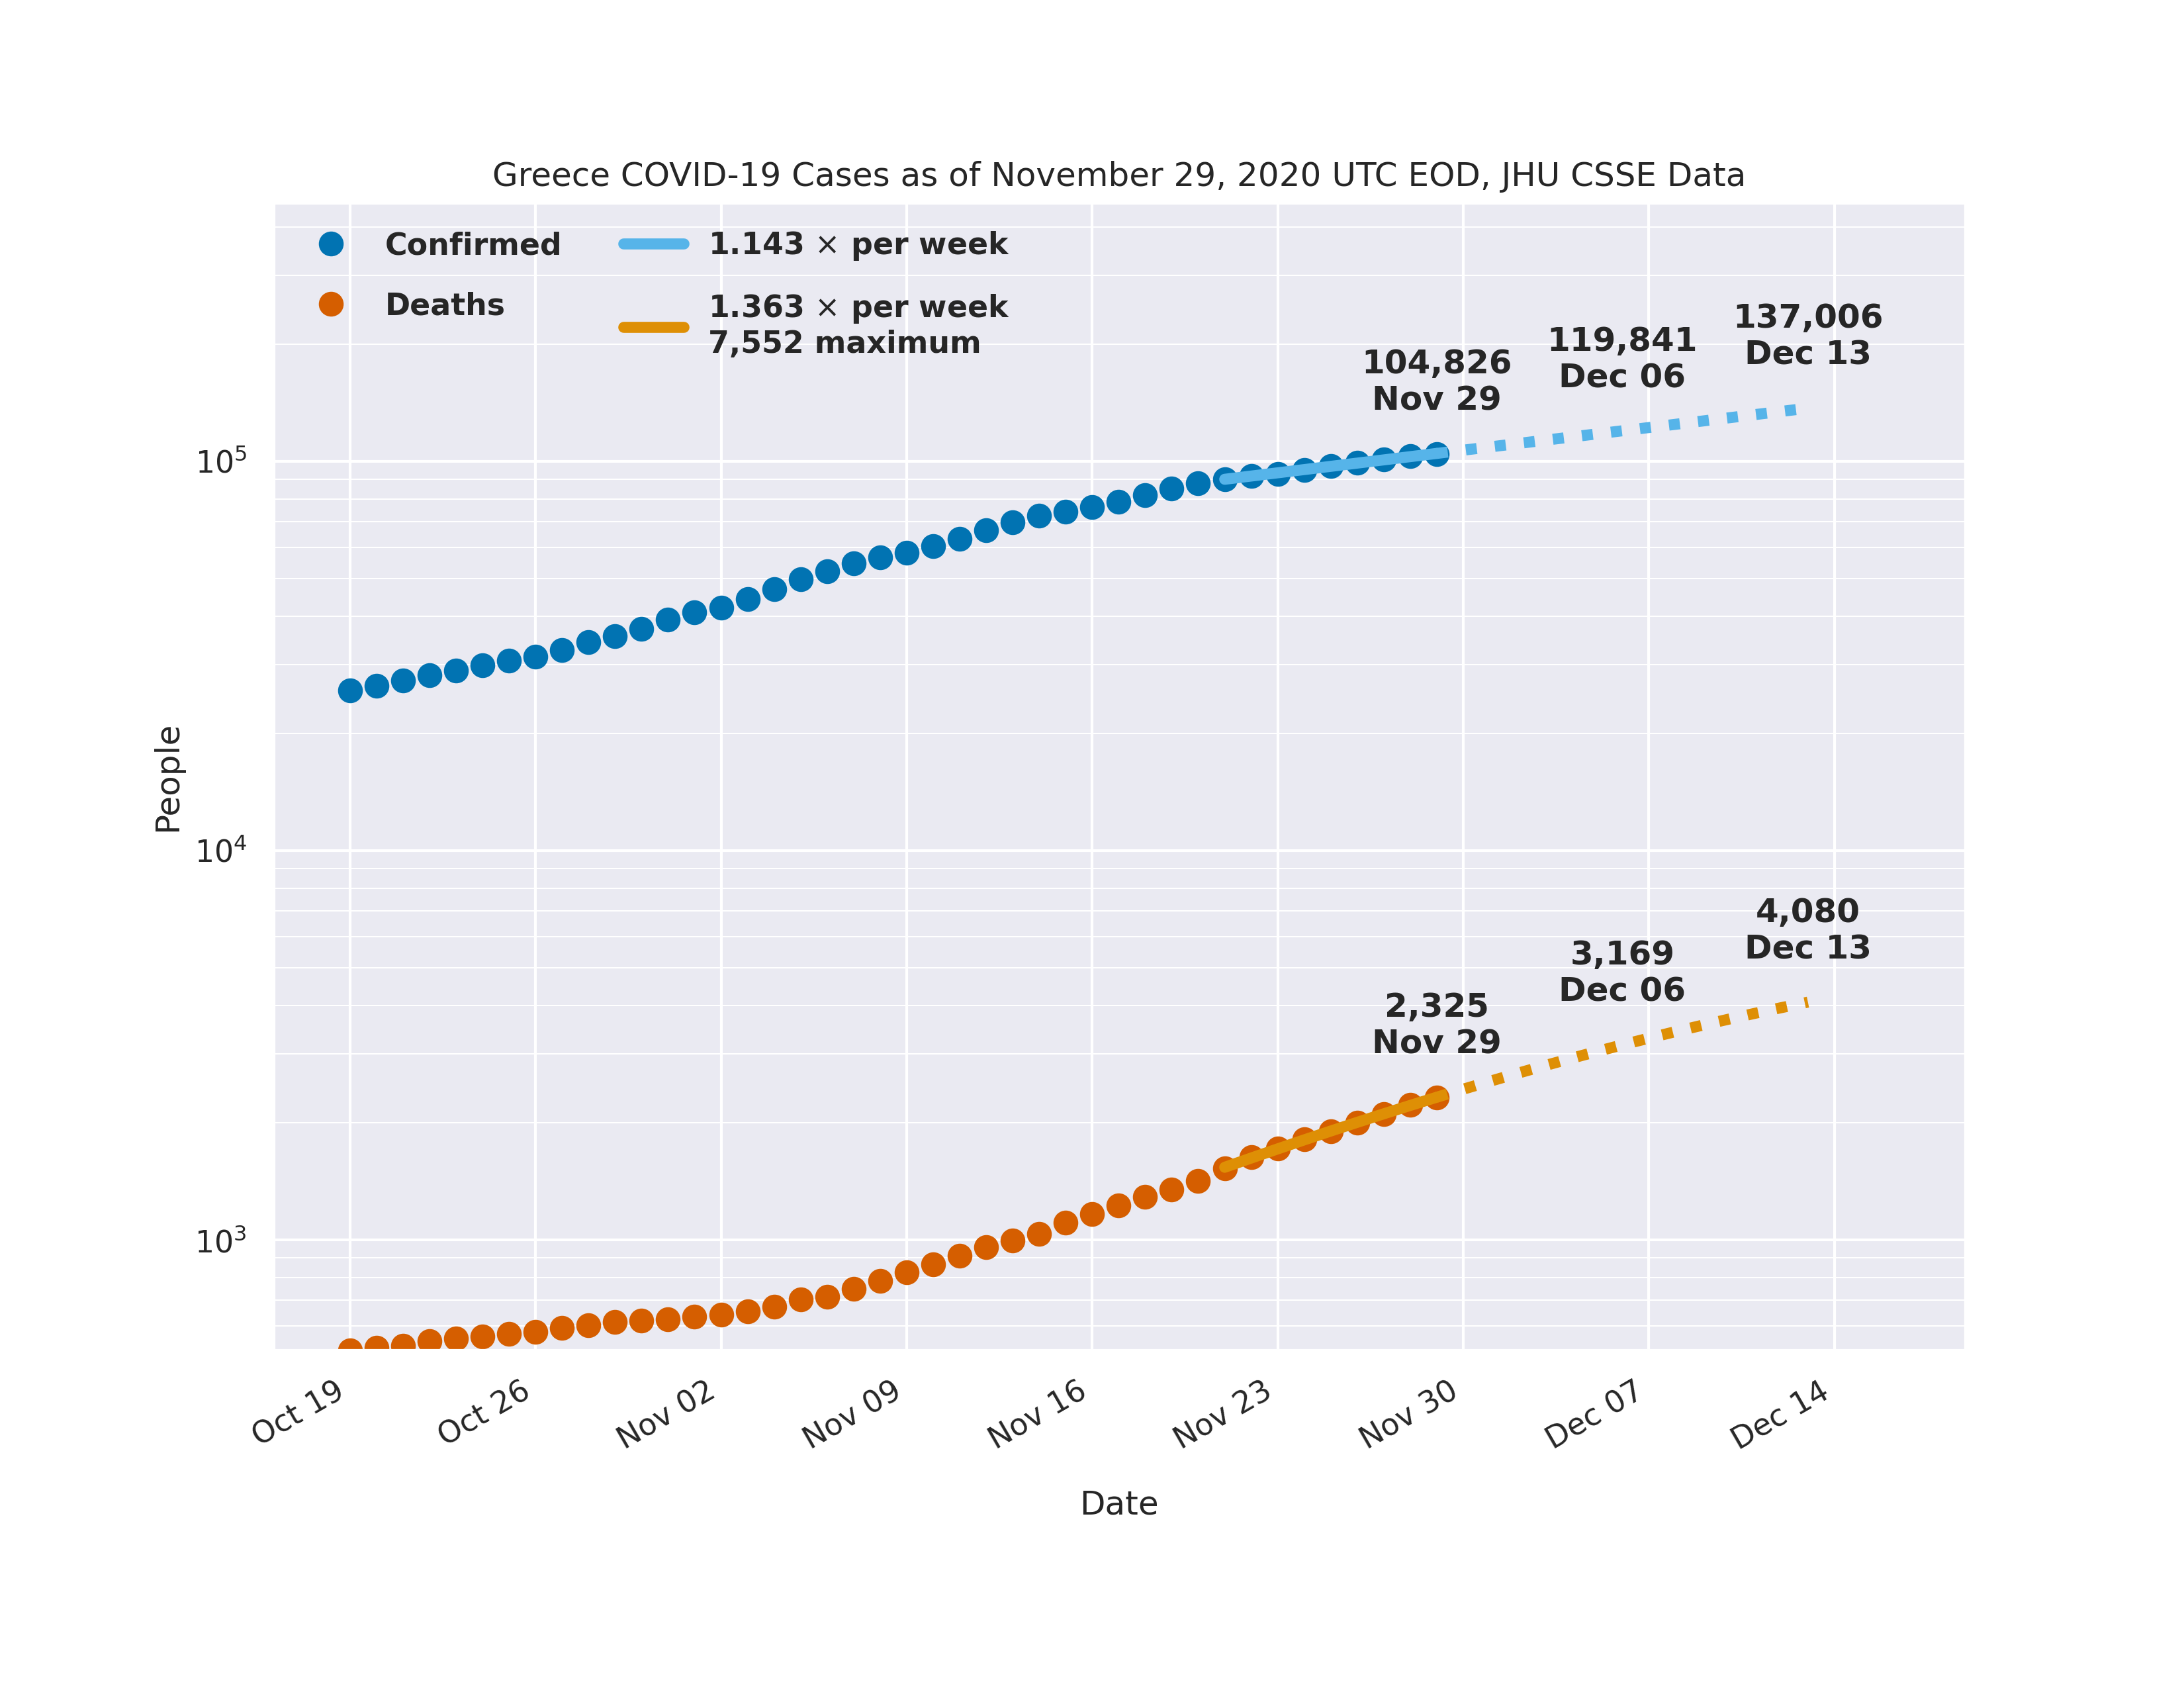 Greece COVID-19 Cases as of November 29, 2020 UTC EOD, JHU CSSE Data
Confirmed
Deaths
1.143 × per week
1.363 × per week
7,552 maximum
104,826
Nov 29
119,841
Dec 06
137,006
Dec 13
2,325
Nov 29
3,169
Dec 06
4,080
Dec 13
People
10⁵
10⁴
10³
Oct 19
Oct 26
Nov 02
Nov 09
Nov 16
Nov 23
Nov 30
Dec 07
Dec 14
Date